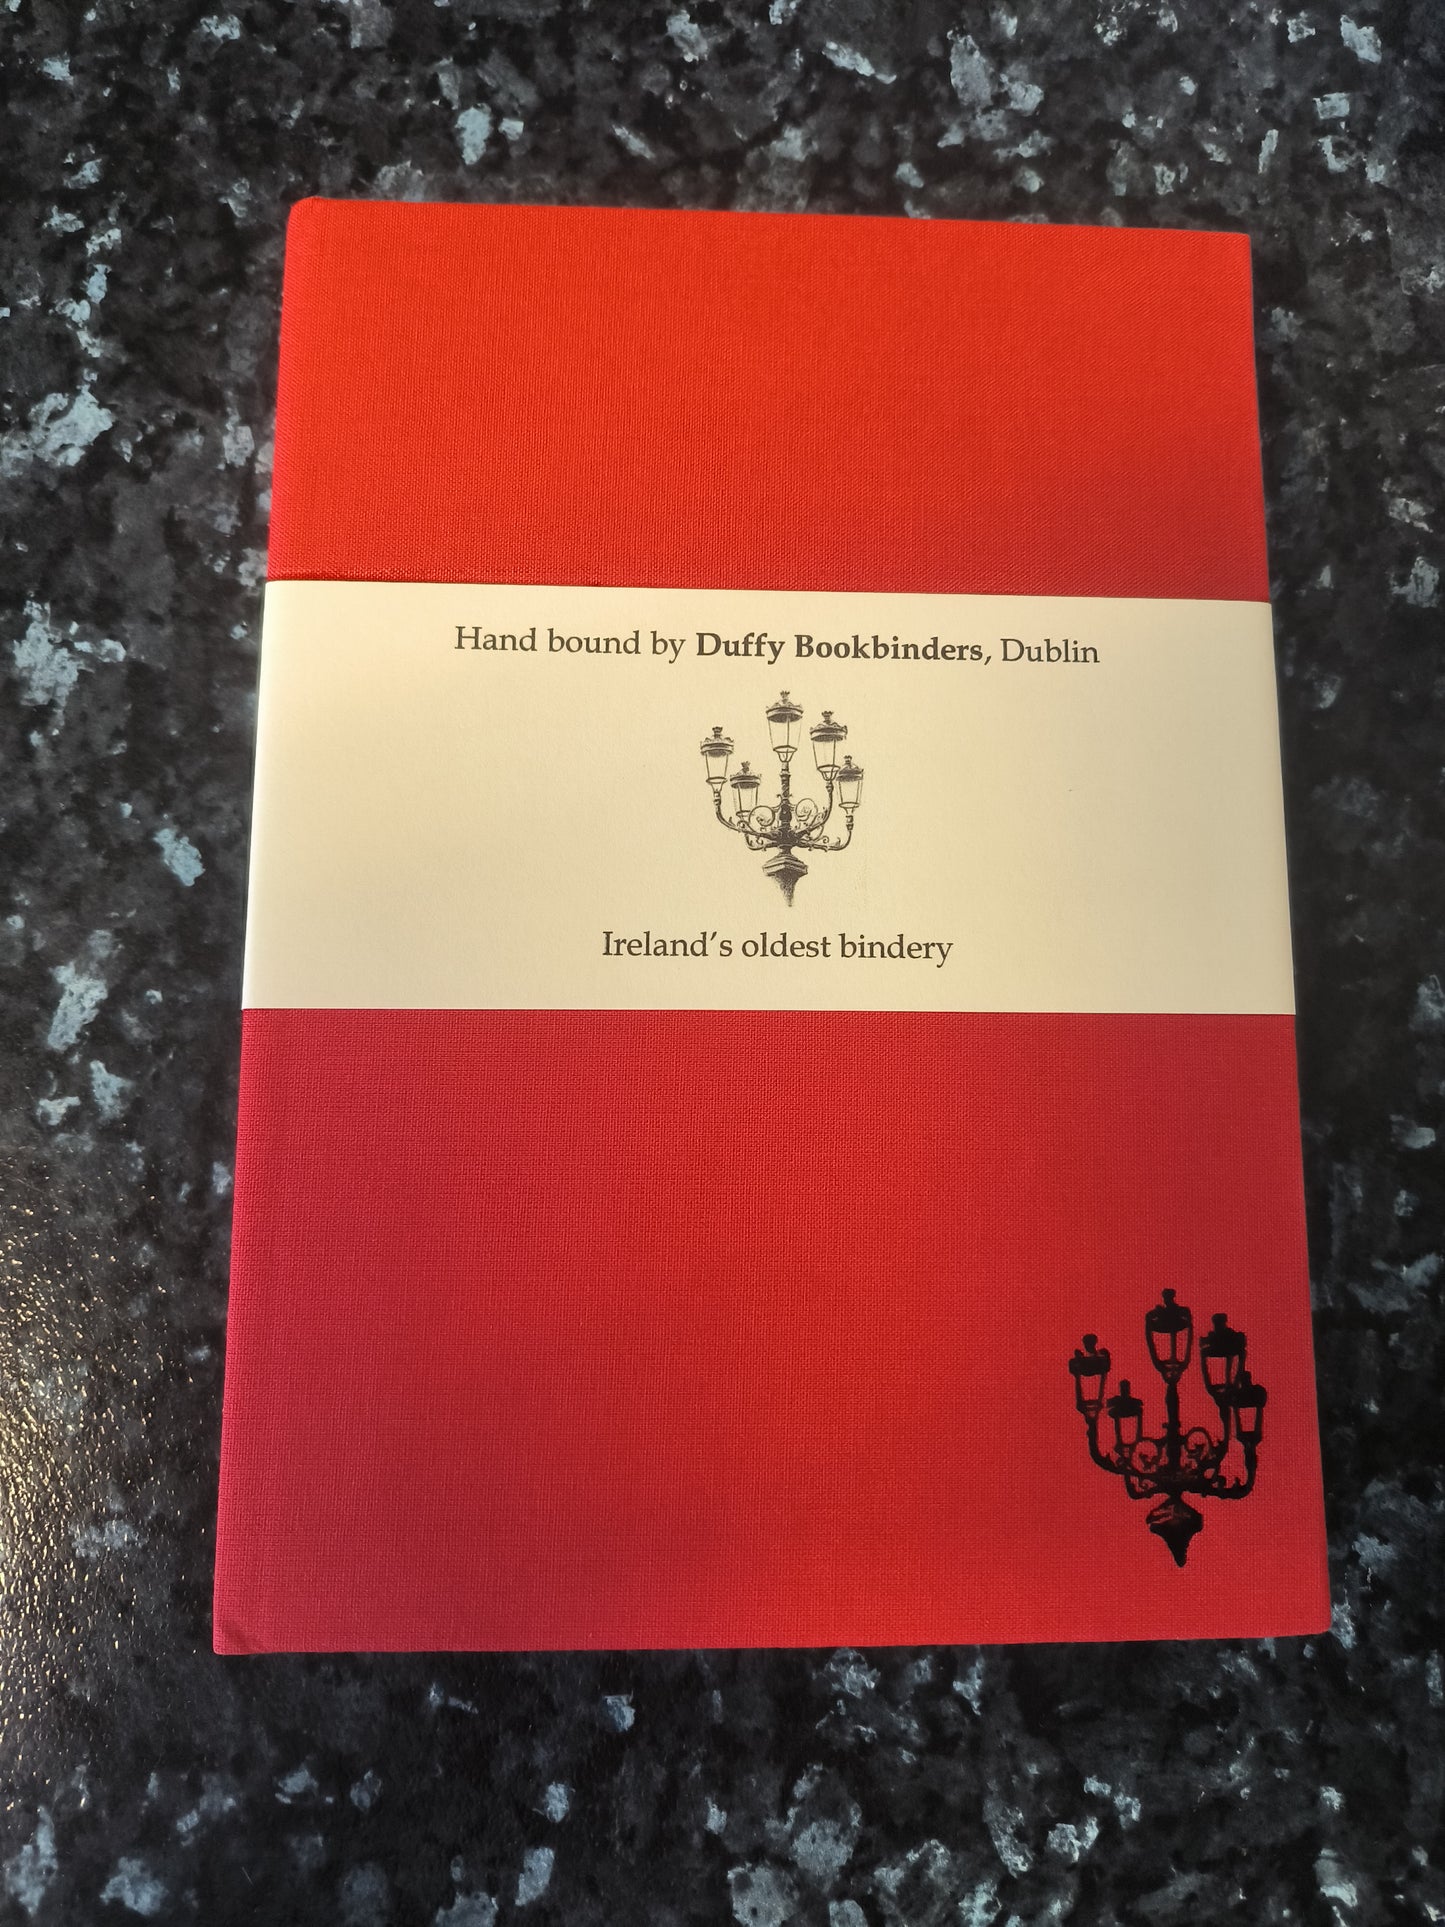 Hand bound by Duffy Bookbinders, Dublin
Ireland's oldest bindery